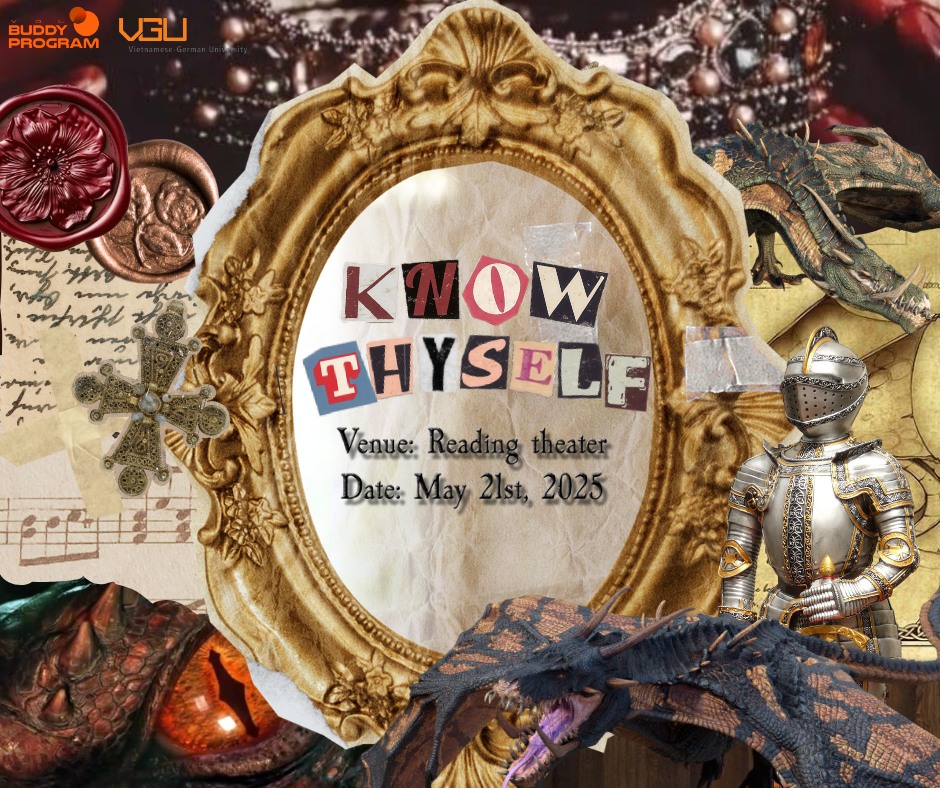 BUDDY
PROGRAM
VGU
Vietnamese-German University
KNOW
THYSELF
Venue: Reading theater
Date: May 21st, 2025